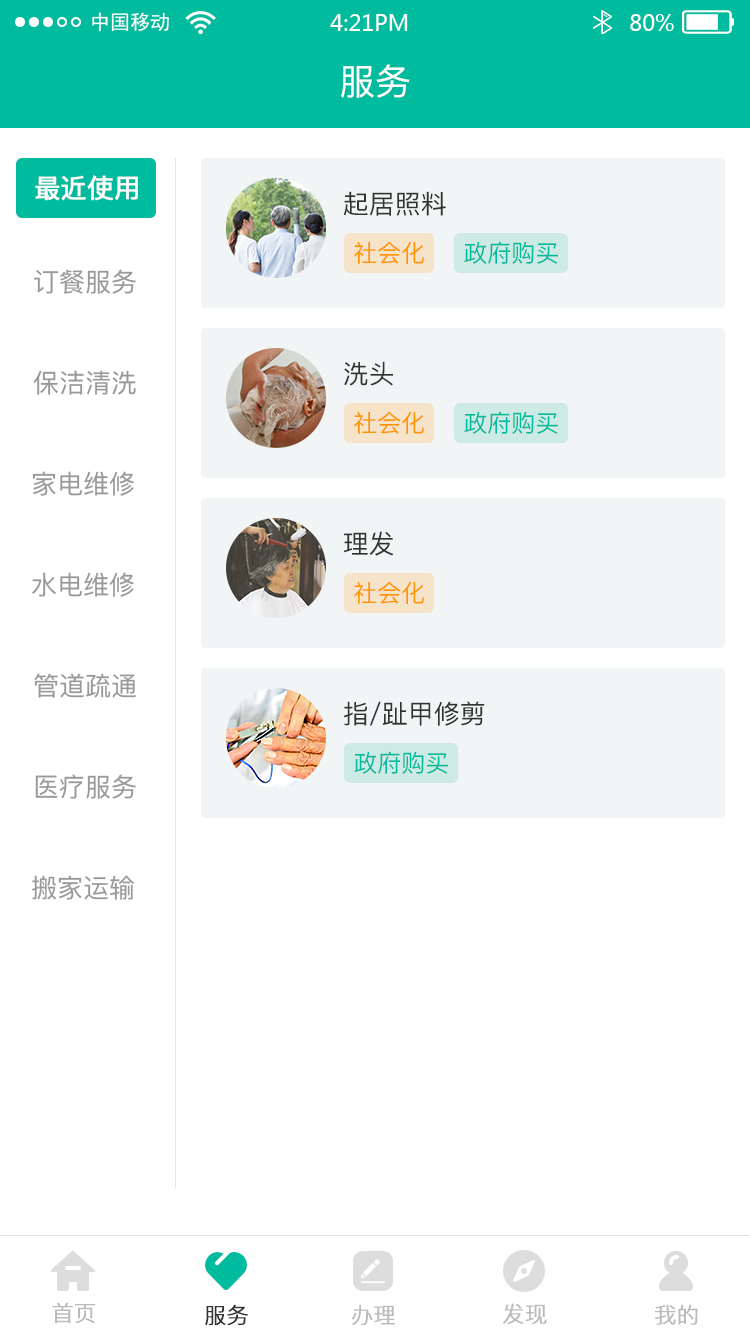 中国移动 4:21PM 80%
服务
最近使用
订餐服务
保洁清洗
家电维修
水电维修
管道疏通
医疗服务
搬家运输
起居照料
社会化 政府购买
洗头
社会化 政府购买
理发
社会化
指/趾甲修剪
政府购买
首页 服务 办理 发现 我的